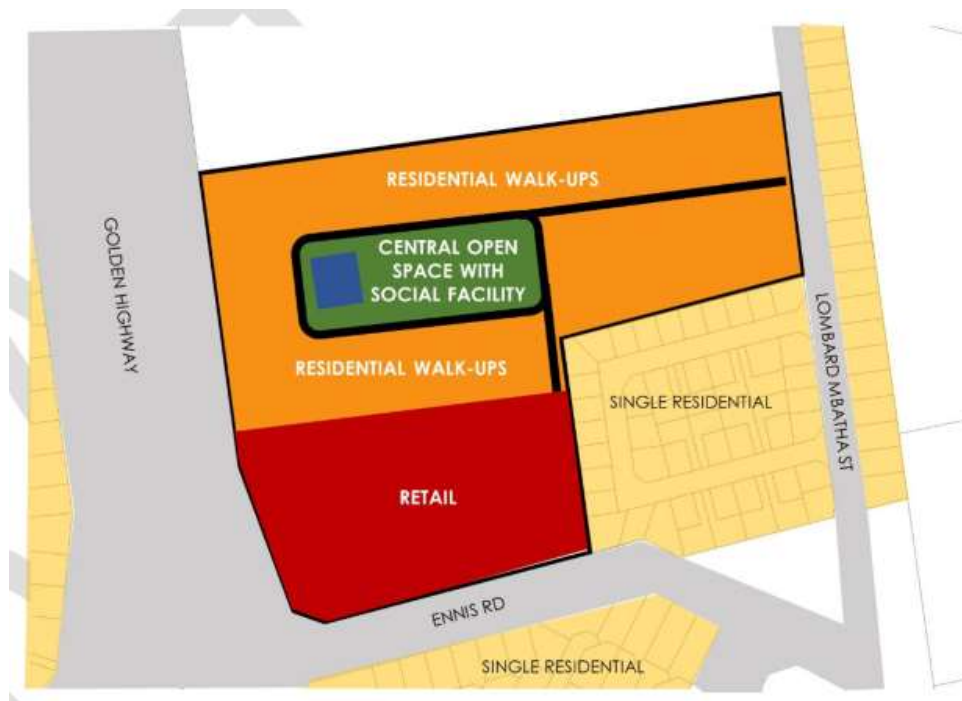 RESIDENTIAL WALK-UPS
GOLDEN HIGHWAY
CENTRAL OPEN
SPACE WITH
SOCIAL FACILITY
LOMBARD MBATHA ST
RESIDENTIAL WALK-UPS
SINGLE RESIDENTIAL
RETAIL
ENNIS RD
SINGLE RESIDENTIAL